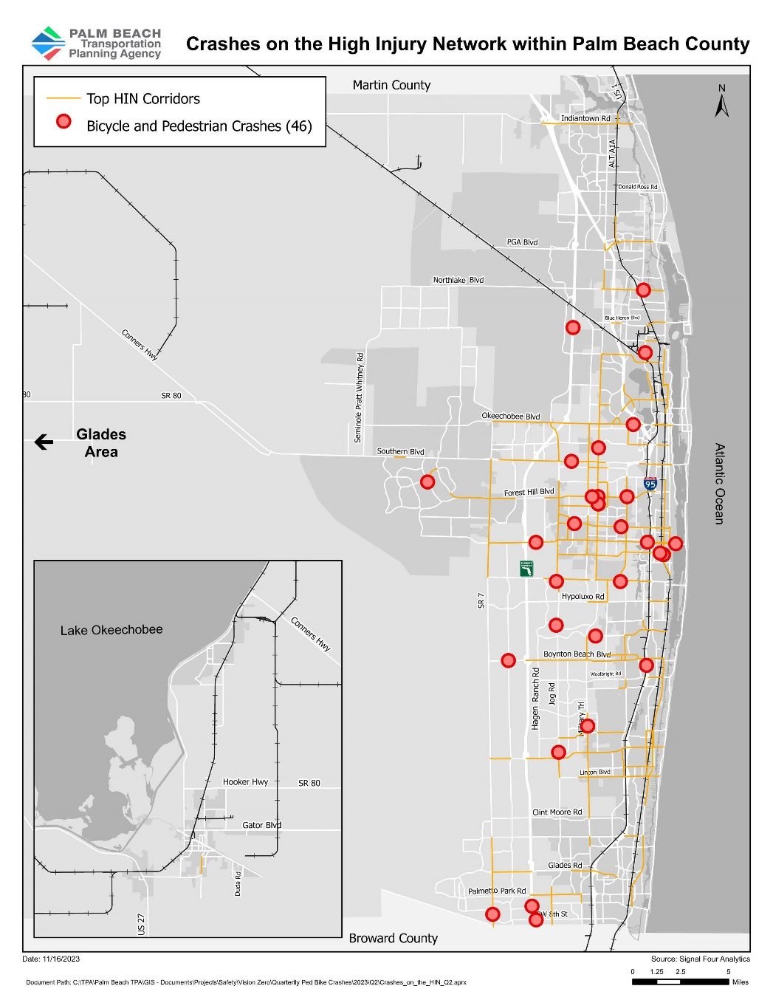 PALM BEACH
Transportation
Planning Agency
Crashes on the High Injury Network within Palm Beach County
Top HIN Corridors
Bicycle and Pedestrian Crashes (46)
Martin County
N
US 1
Indiantown Rd
ALT A1A
Donald Ross Rd
PGA Blvd
Northlake Blvd
Blue Heron Blvd
Conners Hwy
Seminole Pratt Whitney Rd
80
SR 80
Okeechobee Blvd
Glades
Area
Southern Blvd
Atlantic Ocean
95
Forest Hill Blvd
SR 7
Hypoluxo Rd
Lake Okeechobee
Conners Hwy
Boynton Beach Blvd
Woolbright Rd
Hagen Ranch Rd
Jog Rd
Military Trl
Linton Blvd
Hooker Hwy
SR 80
Clint Moore Rd
Gator Blvd
Glades Rd
Duda Rd
Palmetto Park Rd
SW 8th St
US 27
Broward County
Date: 11/16/2023
Source: Signal Four Analytics
0 1.25 2.5 5
Miles
Document Path: C:\TPA\Palm Beach TPA\GIS - Documents\Projects\Safety\Vision Zero\Quartertly Ped Bike Crashes\2023\Q2\Crashes_on_the_HIN_Q2.aprx